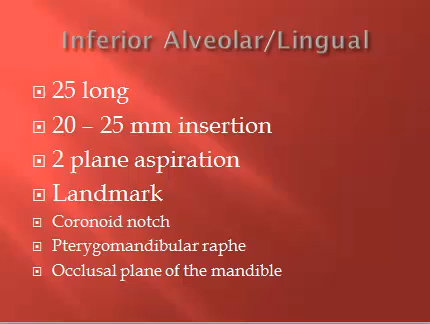 Inferior Alveolar/Lingual
25 long
20 – 25 mm insertion
2 plane aspiration
Landmark
Coronoid notch
Pterygomandibular raphe
Occlusal plane of the mandible